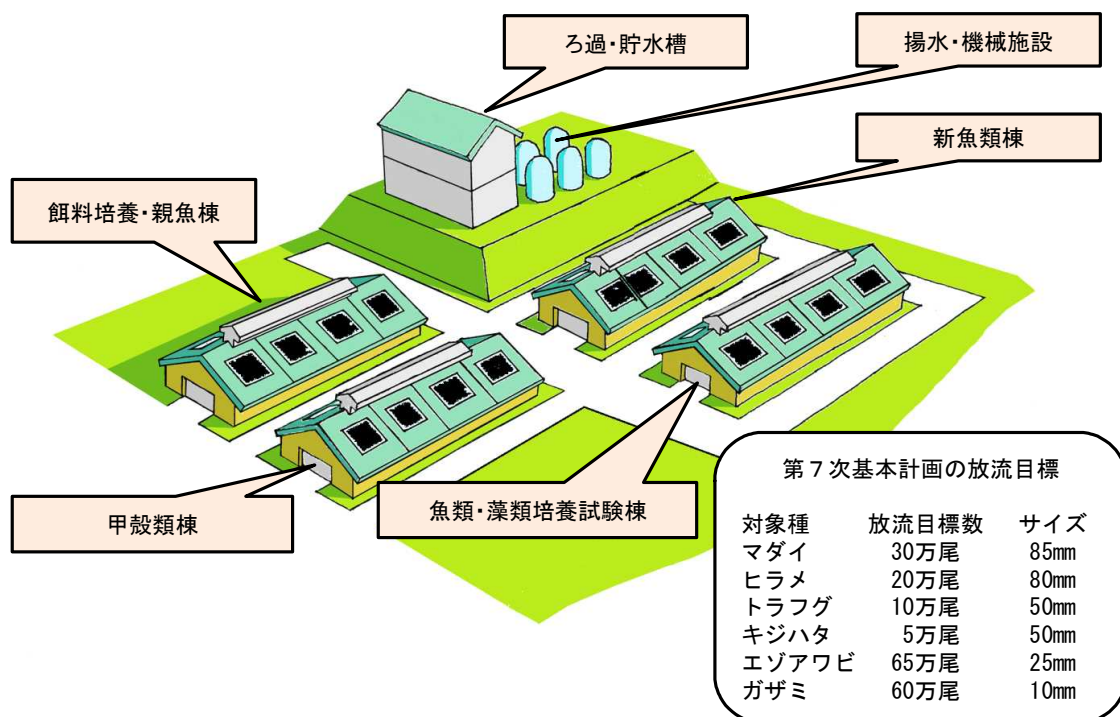 ろ過・貯水槽
揚水・機械施設
新魚類棟
餌料培養・親魚棟
甲殻類棟
魚類・藻類培養試験棟
第７次基本計画の放流目標
対象種 放流目標数 サイズ
マダイ 30万尾 85mm
ヒラメ 20万尾 80mm
トラフグ 10万尾 50mm
キジハタ 5万尾 50mm
エゾアワビ 65万尾 25mm
ガザミ 60万尾 10mm